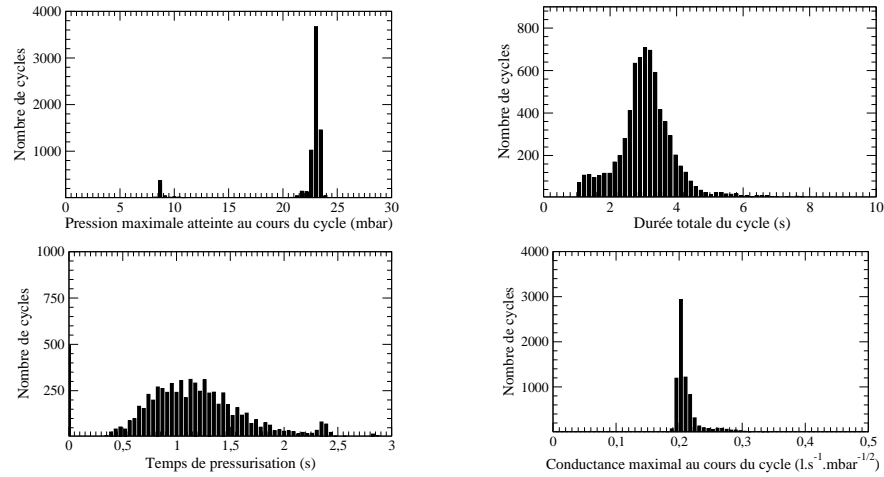 4000
3000
2000
1000
Nombre de cycles
0 5 10 15 20 25 30
Pression maximale atteinte au cours du cycle (mbar)
800
600
400
200
Nombre de cycles
0 2 4 6 8 10
Durée totale du cycle (s)
1000
750
500
250
Nombre de cycles
0 0,5 1 1,5 2 2,5 3
Temps de pressurisation (s)
4000
3000
2000
1000
Nombre de cycles
0 0,1 0,2 0,3 0,4 0,5
Conductance maximal au cours du cycle (l.s⁻¹.mbar⁻¹/²)